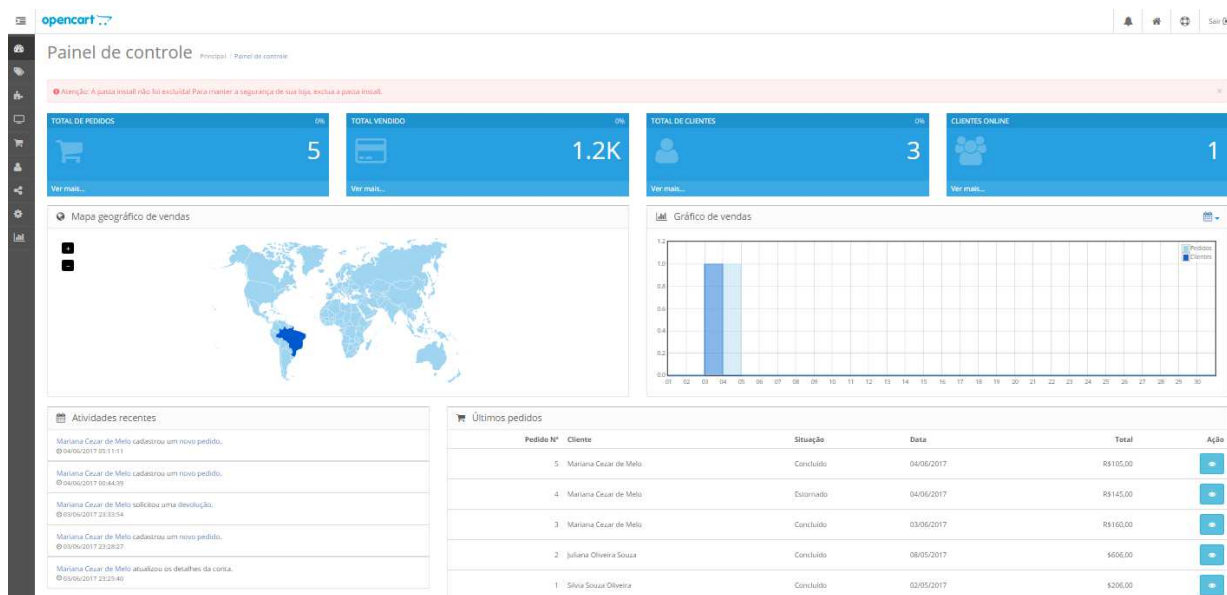 opencart
Sair
Painel de controle Principal / Painel de controle
Atenção: A pasta install não foi excluída! Para manter a segurança de sua loja, exclua a pasta install. ×
TOTAL DE PEDIDOS 0%
5
Ver mais...
TOTAL VENDIDO 0%
1.2K
Ver mais...
TOTAL DE CLIENTES 0%
3
Ver mais...
CLIENTES ONLINE
1
Ver mais...
Mapa geográfico de vendas
+
−
Gráfico de vendas
Pedidos
Clientes
1.2
1.0
0.8
0.6
0.4
0.2
0.0
01 02 03 04 05 06 07 08 09 10 11 12 13 14 15 16 17 18 19 20 21 22 23 24 25 26 27 28 29 30
Atividades recentes
Mariana Cezar de Melo cadastrou um novo pedido.
04/06/2017 05:11:11
Mariana Cezar de Melo cadastrou um novo pedido.
04/06/2017 00:44:39
Mariana Cezar de Melo solicitou uma devolução.
03/06/2017 23:33:54
Mariana Cezar de Melo cadastrou um novo pedido.
03/06/2017 23:28:27
Mariana Cezar de Melo atualizou os detalhes da conta.
03/06/2017 23:25:40
Últimos pedidos
Pedido Nº Cliente Situação Data Total Ação
5 Mariana Cezar de Melo Concluído 04/06/2017 R$105,00
4 Mariana Cezar de Melo Estornado 04/06/2017 R$145,00
3 Mariana Cezar de Melo Concluído 03/06/2017 R$160,00
2 Juliana Oliveira Souza Concluído 08/05/2017 $606.00
1 Silvia Souza Oliveira Concluído 02/05/2017 $206.00